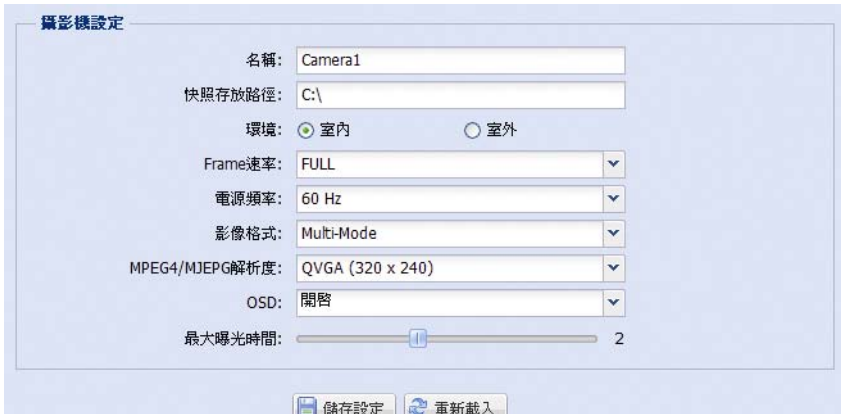 攝影機設定
名稱: Camera1
快照存放路徑: C:\
環境: 室內 室外
Frame速率: FULL
電源頻率: 60 Hz
影像格式: Multi-Mode
MPEG4/MJEPG解析度: QVGA (320 x 240)
OSD: 開啓
最大曝光時間: 2
儲存設定 重新載入